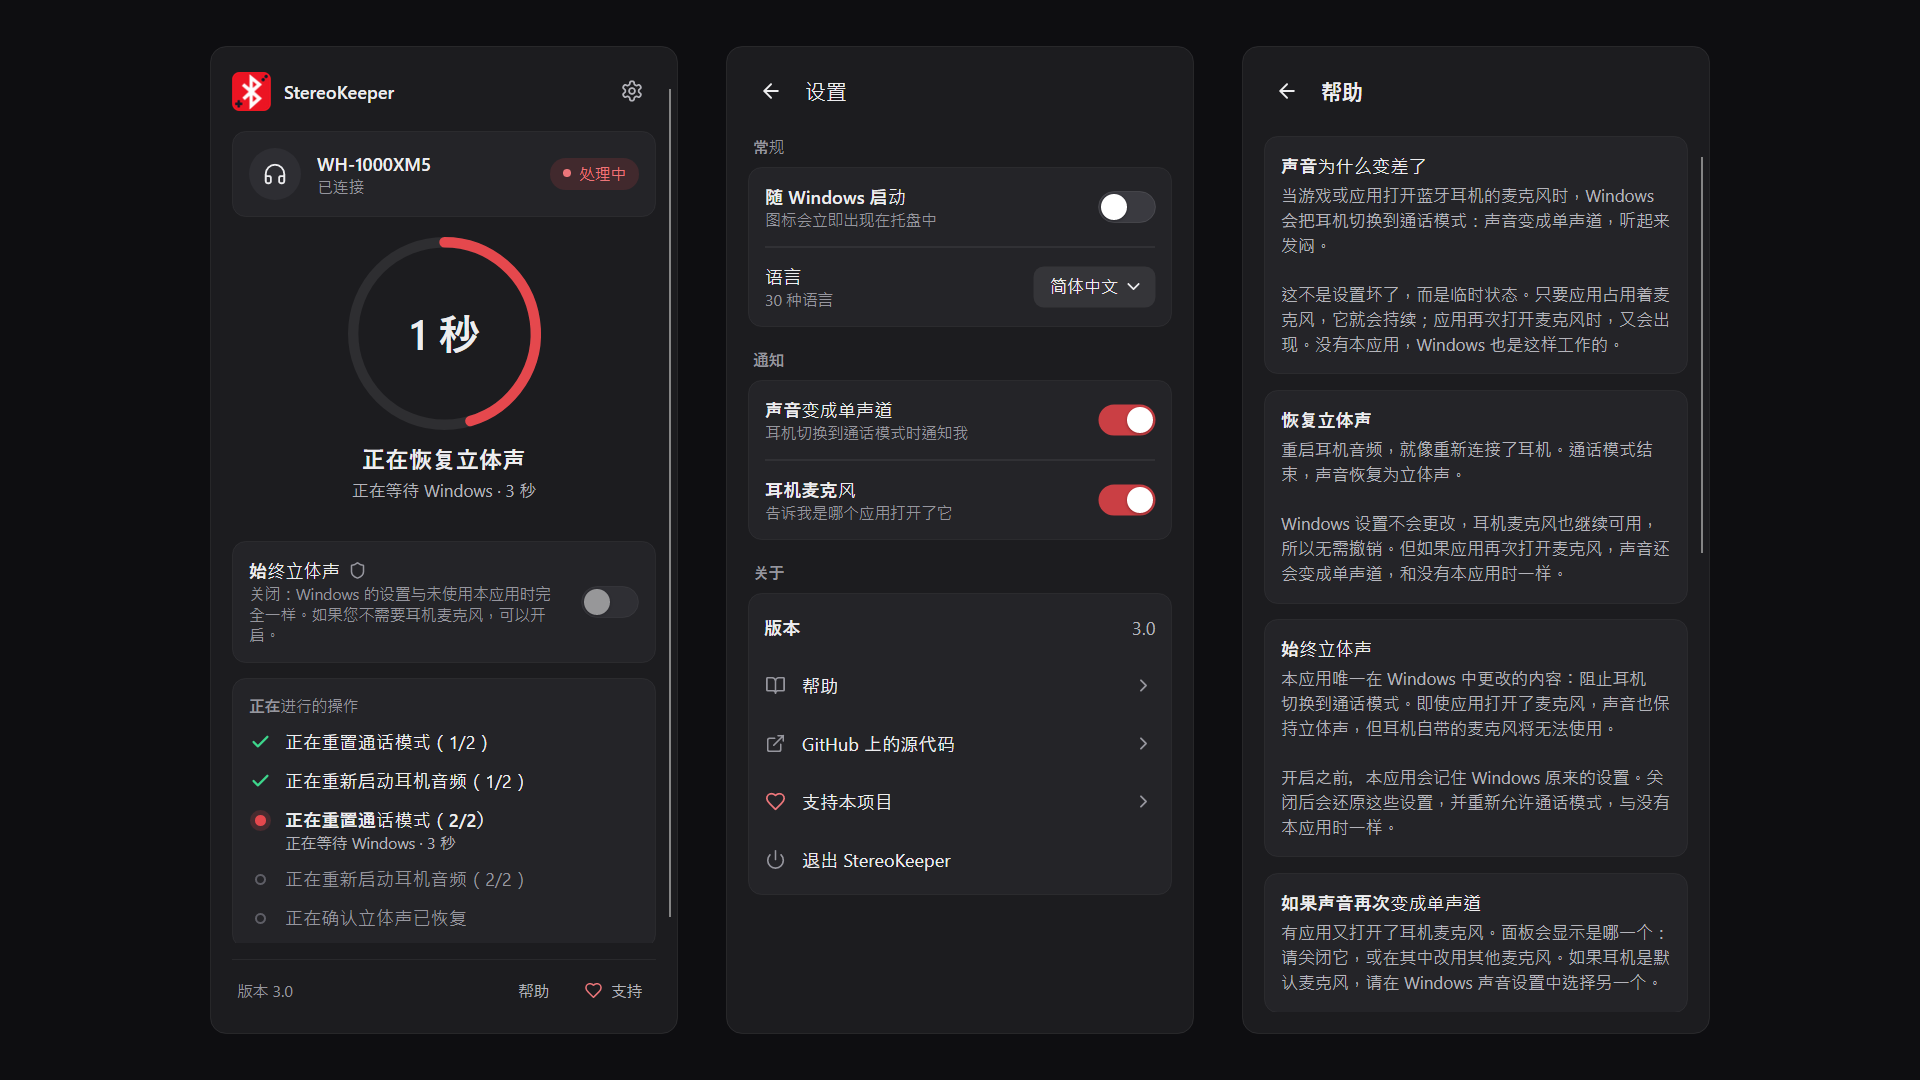 StereoKeeper
WH-1000XM5
已连接
处理中
1 秒
正在恢复立体声
正在等待 Windows · 3 秒
始终立体声
关闭：Windows 的设置与未使用本应用时完
全一样。如果您不需要耳机麦克风，可以开
启。
正在进行的操作
正在重置通话模式（1/2）
正在重新启动耳机音频（1/2）
正在重置通话模式（2/2）
正在等待 Windows · 3 秒
正在重新启动耳机音频（2/2）
正在确认立体声已恢复
版本 3.0
帮助
支持
设置
常规
随 Windows 启动
图标会立即出现在托盘中
语言
30 种语言
简体中文
通知
声音变成单声道
耳机切换到通话模式时通知我
耳机麦克风
告诉我是哪个应用打开了它
关于
版本
3.0
帮助
GitHub 上的源代码
支持本项目
退出 StereoKeeper
帮助
声音为什么变差了
当游戏或应用打开蓝牙耳机的麦克风时，Windows
会把耳机切换到通话模式：声音变成单声道，听起来
发闷。
这不是设置坏了，而是临时状态。只要应用占用着麦
克风，它就会持续；应用再次打开麦克风时，又会出
现。没有本应用，Windows 也是这样工作的。
恢复立体声
重启耳机音频，就像重新连接了耳机。通话模式结
束，声音恢复为立体声。
Windows 设置不会更改，耳机麦克风也继续可用，
所以无需撤销。但如果应用再次打开麦克风，声音还
会变成单声道，和没有本应用时一样。
始终立体声
本应用唯一在 Windows 中更改的内容：阻止耳机
切换到通话模式。即使应用打开了麦克风，声音也保
持立体声，但耳机自带的麦克风将无法使用。
开启之前，本应用会记住 Windows 原来的设置。关
闭后会还原这些设置，并重新允许通话模式，与没有
本应用时一样。
如果声音再次变成单声道
有应用又打开了耳机麦克风。面板会显示是哪一个：
请关闭它，或在其中改用其他麦克风。如果耳机是默
认麦克风，请在 Windows 声音设置中选择另一个。